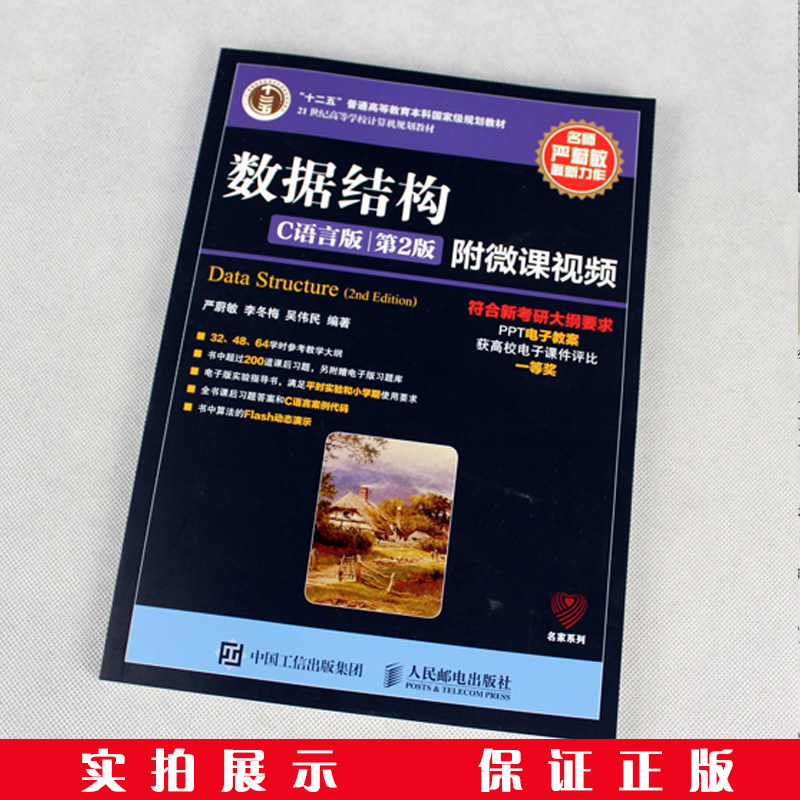 十二五
"十二五"普通高等教育本科国家级规划教材
21世纪高等学校计算机规划教材
名师
严蔚敏
最新力作
数据结构
C语言版 | 第2版
附微课视频
Data Structure (2nd Edition)
严蔚敏 李冬梅 吴伟民 编著
符合新考研大纲要求
PPT电子教案
获高校电子课件评比
一等奖
32、48、64学时参考教学大纲
书中超过200道课后习题,另附赠电子版习题库
电子版实验指导书,满足平时实验和小学期使用要求
全书课后习题答案和C语言案例代码
书中算法的Flash动态演示
名家系列
中国工信出版集团
人民邮电出版社
POSTS & TELECOM PRESS
实拍展示 保证正版